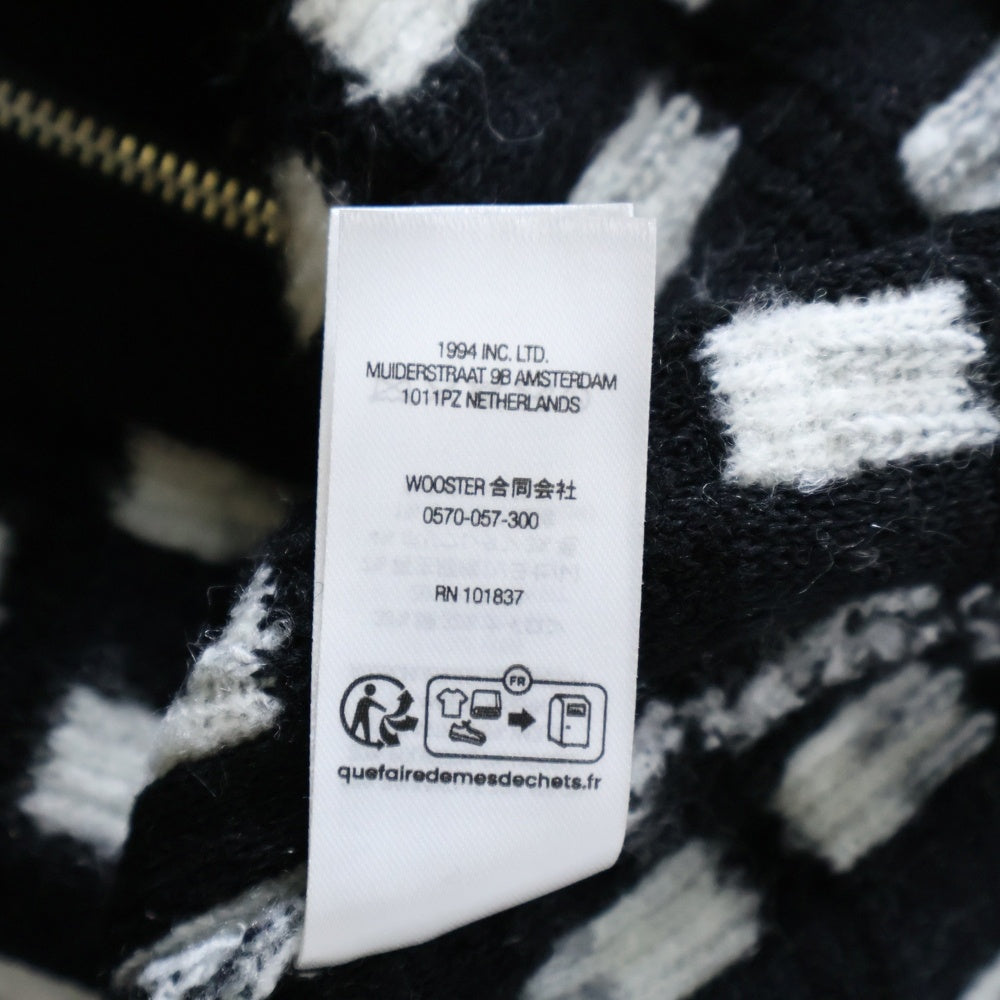 1994 INC. LTD.
MUIDERSTRAAT 9B AMSTERDAM
1011PZ NETHERLANDS
WOOSTER 合同会社
0570-057-300
RN 101837
FR
quefairedemesdechets.fr